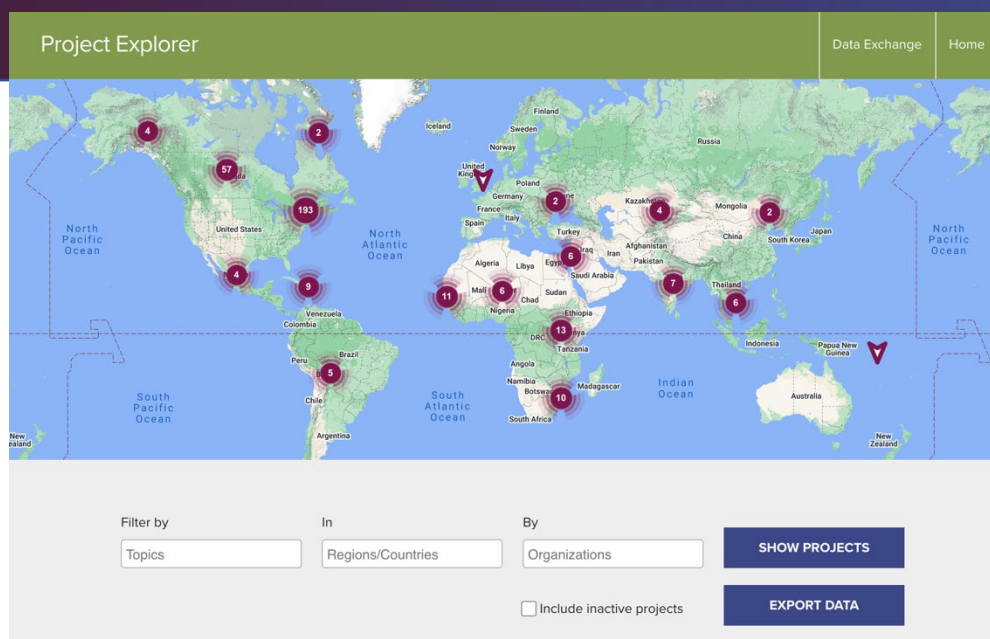 Project Explorer
Data Exchange
Home
4
2
Iceland
Finland
Sweden
Norway
Russia
57
United
Poland
Germany
2
Kazakh
4
Mongolia
2
193
France
Italy
Spain
Turkey
United States
North
Pacific
Ocean
North
Atlantic
Ocean
Afghanistan
China
Japan
South Korea
North
Pacific
Ocean
6
Iraq
Iran
Pakistan
Algeria
Libya
Egyp
Saudi Arabia
4
9
11
Mali
6
Chad
Sudan
7
Thailand
6
Nigeria
Ethiopia
Venezuela
Colombia
13
DRC
Tanzania
Indonesia
Papua New
Guinea
Peru
Brazil
5
Angola
Namibia
Botswa
10
Madagascar
Indian
Ocean
Australia
South
Pacific
Ocean
Chile
South
Atlantic
Ocean
South Africa
Argentina
New
ealand
New
Zealand
Filter by
In
By
Topics
Regions/Countries
Organizations
SHOW PROJECTS
Include inactive projects
EXPORT DATA